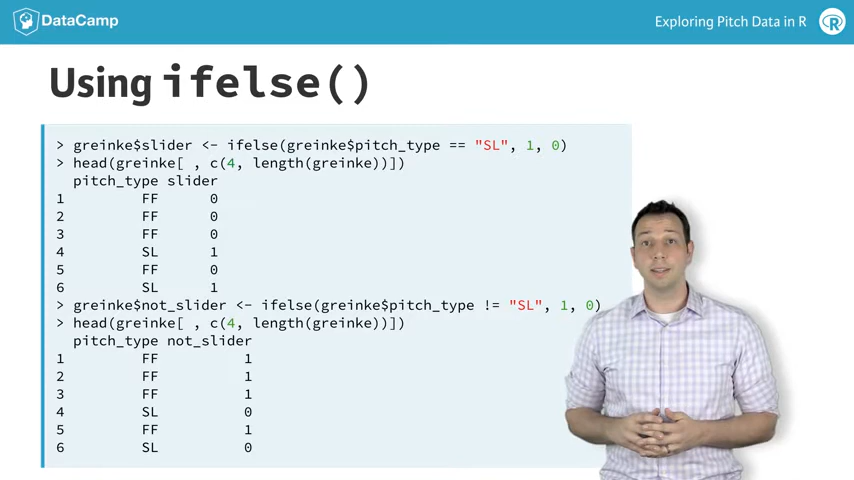 DataCamp
Exploring Pitch Data in R
R
Using ifelse()
> greinke$slider <- ifelse(greinke$pitch_type == "SL", 1, 0)
> head(greinke[ , c(4, length(greinke))])
  pitch_type slider
1         FF      0
2         FF      0
3         FF      0
4         SL      1
5         FF      0
6         SL      1
> greinke$not_slider <- ifelse(greinke$pitch_type != "SL", 1, 0)
> head(greinke[ , c(4, length(greinke))])
  pitch_type not_slider
1         FF          1
2         FF          1
3         FF          1
4         SL          0
5         FF          1
6         SL          0